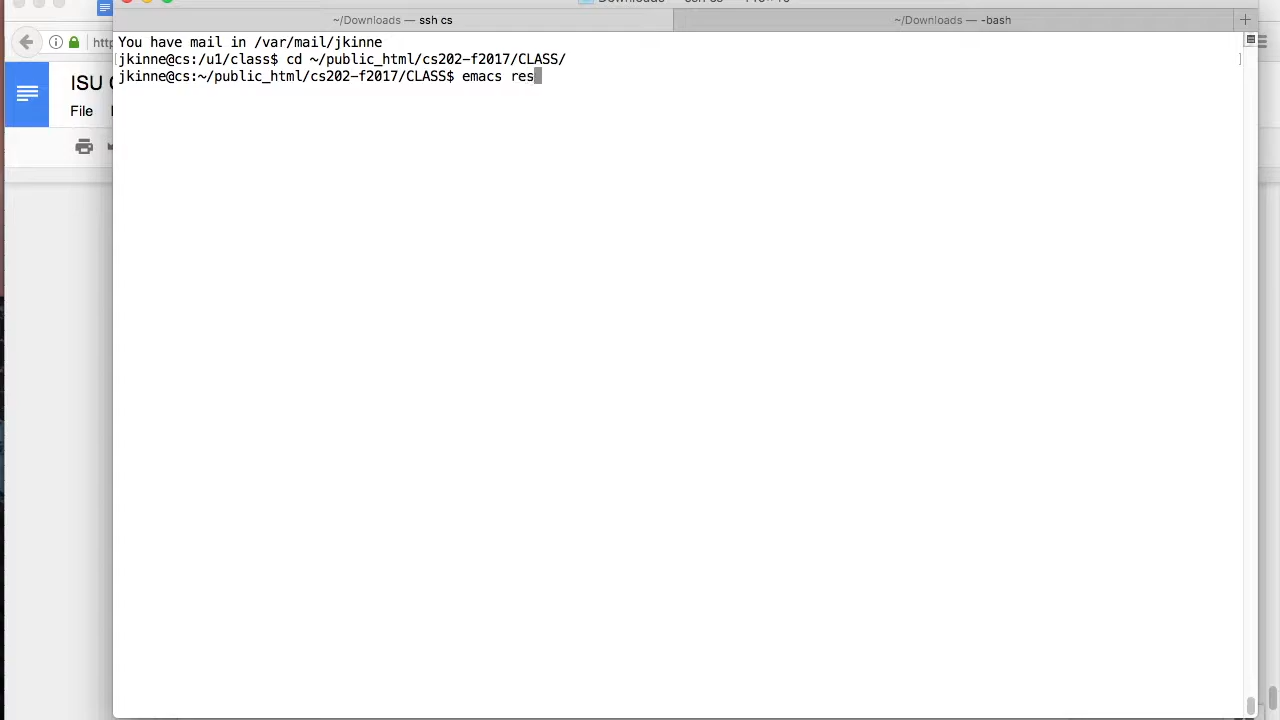 ~/Downloads — ssh cs
~/Downloads — -bash
You have mail in /var/mail/jkinne
jkinne@cs:/u1/class$ cd ~/public_html/cs202-f2017/CLASS/
jkinne@cs:~/public_html/cs202-f2017/CLASS$ emacs res
http
ISU
File